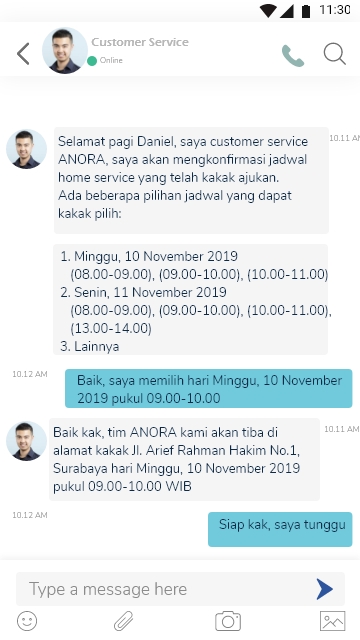 11:30
Customer Service
Online
10.11 AM
Selamat pagi Daniel, saya customer service
ANORA, saya akan mengkonfirmasi jadwal
home service yang telah kakak ajukan.
Ada beberapa pilihan jadwal yang dapat
kakak pilih:
1. Minggu, 10 November 2019
(08.00-09.00), (09.00-10.00), (10.00-11.00)
2. Senin, 11 November 2019
(08.00-09.00), (09.00-10.00), (10.00-11.00),
(13.00-14.00)
3. Lainnya
10.12 AM
Baik, saya memilih hari Minggu, 10 November
2019 pukul 09.00-10.00
10.11 AM
Baik kak, tim ANORA kami akan tiba di
alamat kakak Jl. Arief Rahman Hakim No.1,
Surabaya hari Minggu, 10 November 2019
pukul 09.00-10.00 WIB
10.12 AM
Siap kak, saya tunggu
Type a message here